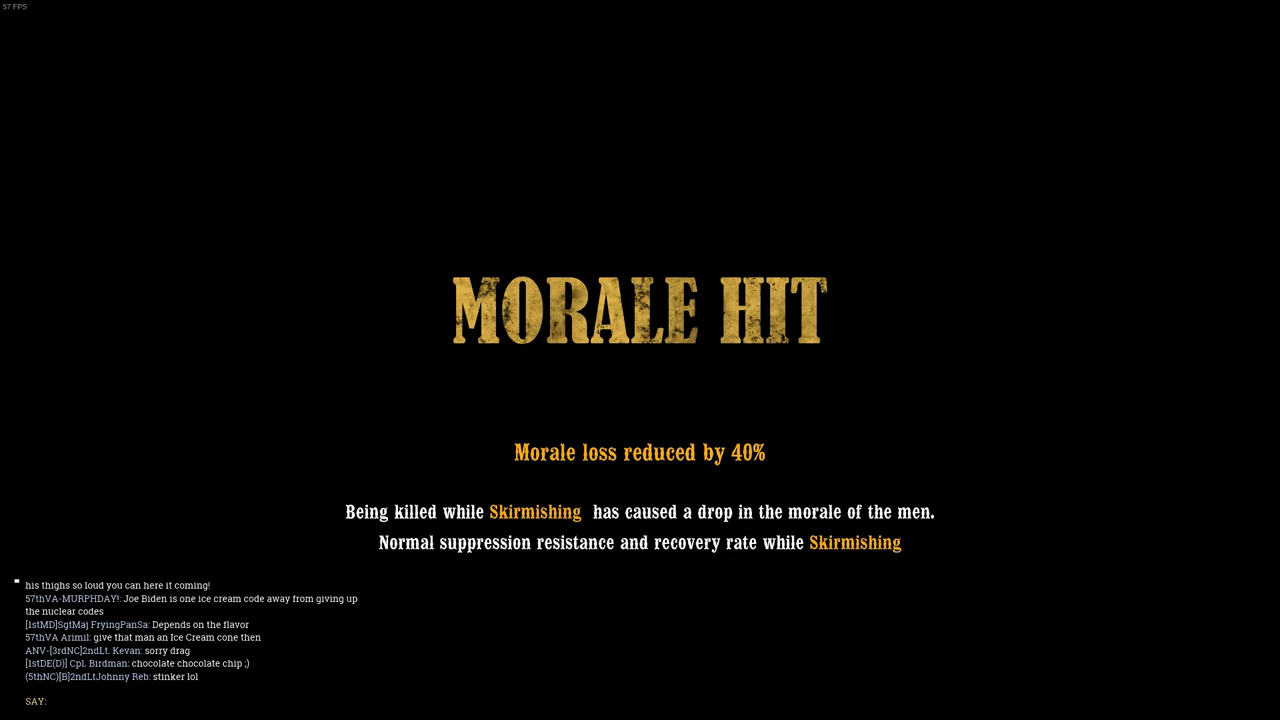 57 FPS
MORALE HIT
Morale loss reduced by 40%
Being killed while Skirmishing has caused a drop in the morale of the men.
Normal suppression resistance and recovery rate while Skirmishing
his thighs so loud you can here it coming!
57thVA-MURPHDAY!: Joe Biden is one ice cream code away from giving up
the nuclear codes
[1stMD]SgtMaj FryingPanSa: Depends on the flavor
57thVA Arimil: give that man an Ice Cream cone then
ANV-[3rdNC]2ndLt. Kevan: sorry drag
[1stDE(D)] Cpl. Birdman: chocolate chocolate chip ;)
(5thNC)[B]2ndLtJohnny Reb: stinker lol
SAY: